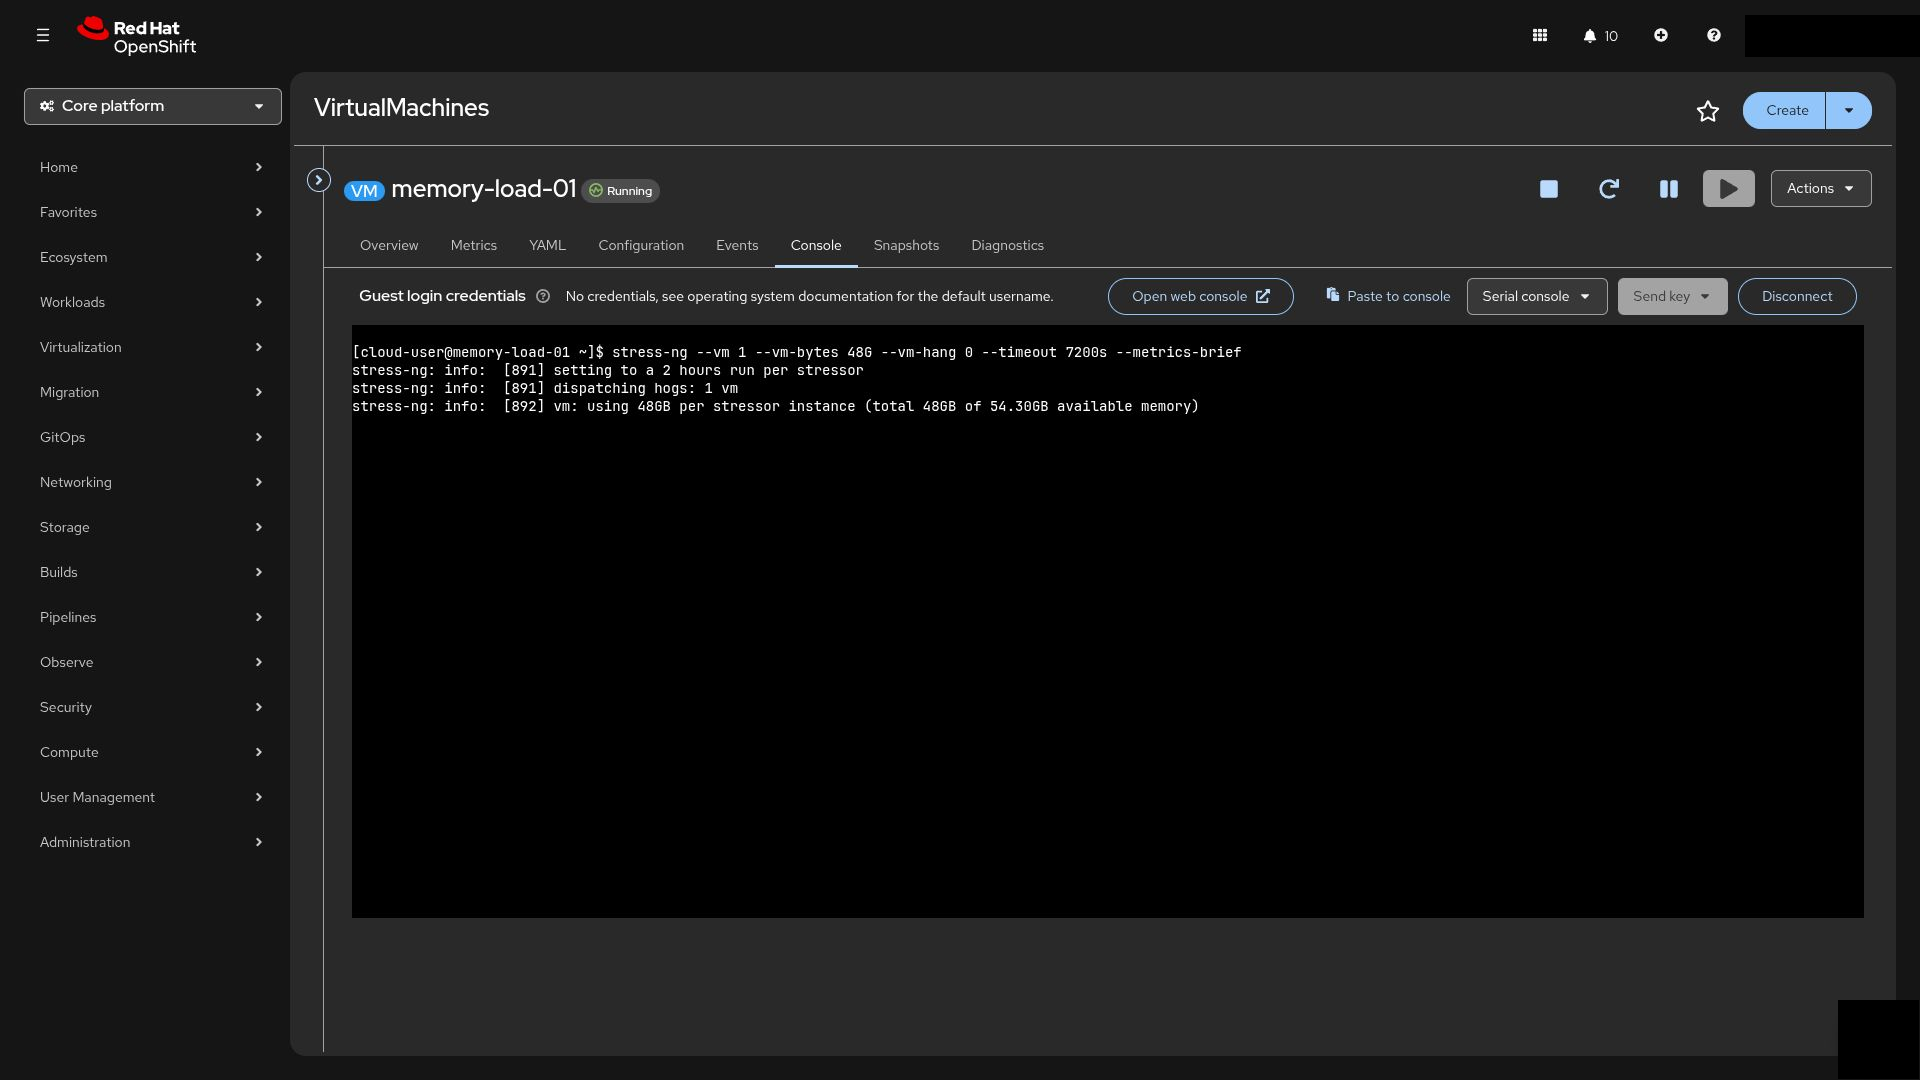 Red Hat
OpenShift
10
Core platform
Home
Favorites
Ecosystem
Workloads
Virtualization
Migration
GitOps
Networking
Storage
Builds
Pipelines
Observe
Security
Compute
User Management
Administration
VirtualMachines
Create
VM memory-load-01 Running
Actions
Overview Metrics YAML Configuration Events Console Snapshots Diagnostics
Guest login credentials No credentials, see operating system documentation for the default username. Open web console Paste to console Serial console Send key Disconnect
[cloud-user@memory-load-01 ~]$ stress-ng --vm 1 --vm-bytes 48G --vm-hang 0 --timeout 7200s --metrics-brief
stress-ng: info:  [891] setting to a 2 hours run per stressor
stress-ng: info:  [891] dispatching hogs: 1 vm
stress-ng: info:  [892] vm: using 48GB per stressor instance (total 48GB of 54.30GB available memory)